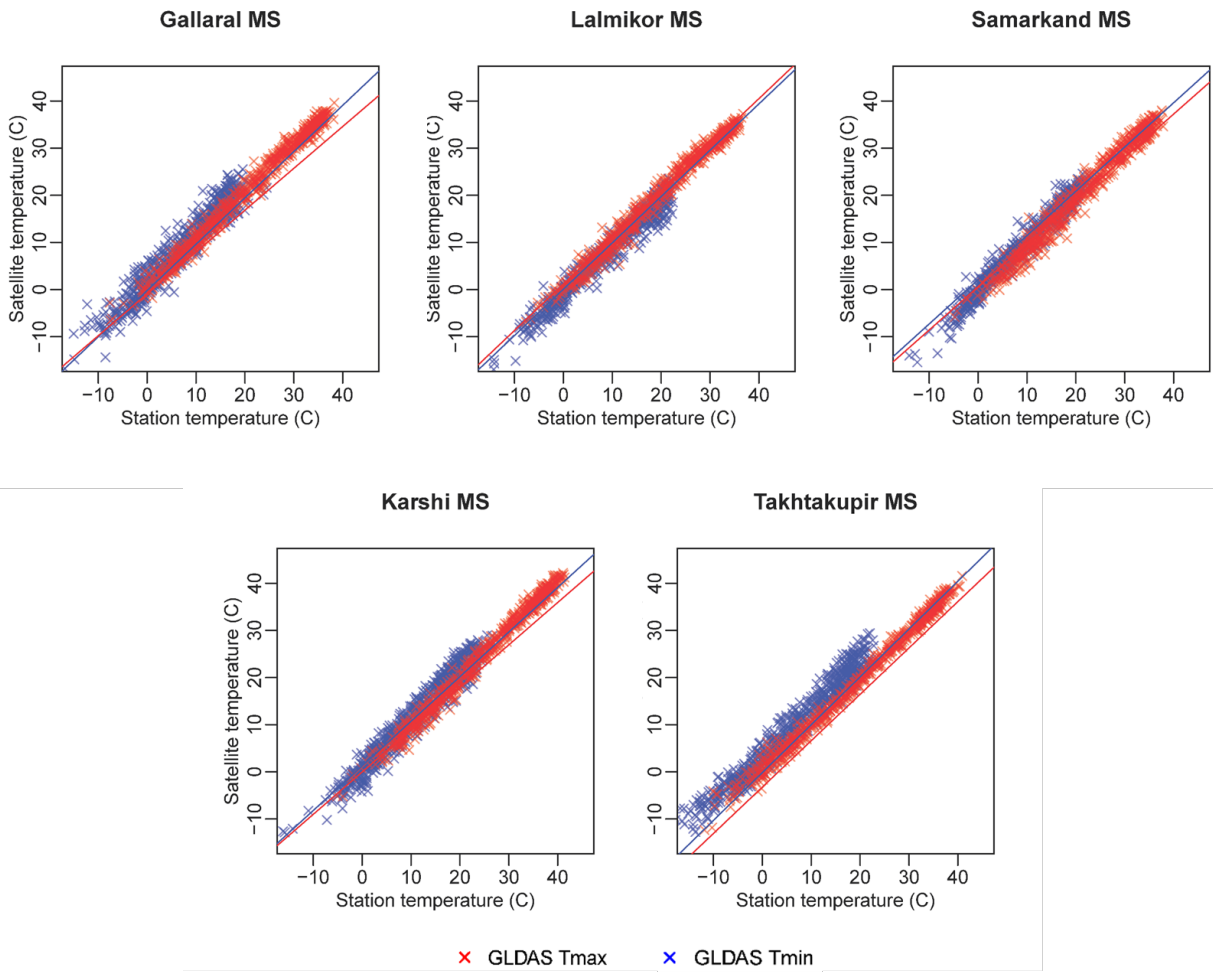 Gallaral MS
Lalmikor MS
Samarkand MS
Satellite temperature (C)
−10 0 10 20 30 40
−10 0 10 20 30 40
Station temperature (C)
Satellite temperature (C)
−10 0 10 20 30 40
−10 0 10 20 30 40
Station temperature (C)
Satellite temperature (C)
−10 0 10 20 30 40
−10 0 10 20 30 40
Station temperature (C)
Karshi MS
Takhtakupir MS
Satellite temperature (C)
−10 0 10 20 30 40
−10 0 10 20 30 40
Station temperature (C)
Satellite temperature (C)
−10 0 10 20 30 40
−10 0 10 20 30 40
Station temperature (C)
GLDAS Tmax
GLDAS Tmin